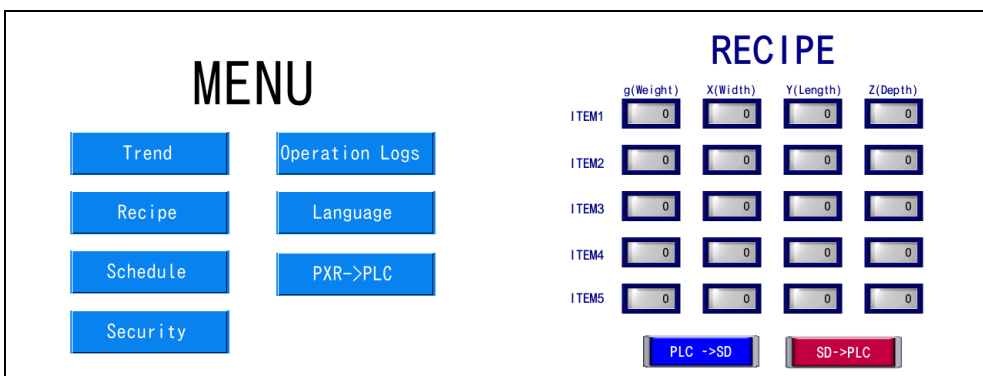 MENU
Trend
Operation Logs
Recipe
Language
Schedule
PXR->PLC
Security
RECIPE
g(Weight) X(Width) Y(Length) Z(Depth)
ITEM1 0 0 0 0
ITEM2 0 0 0 0
ITEM3 0 0 0 0
ITEM4 0 0 0 0
ITEM5 0 0 0 0
PLC ->SD SD->PLC